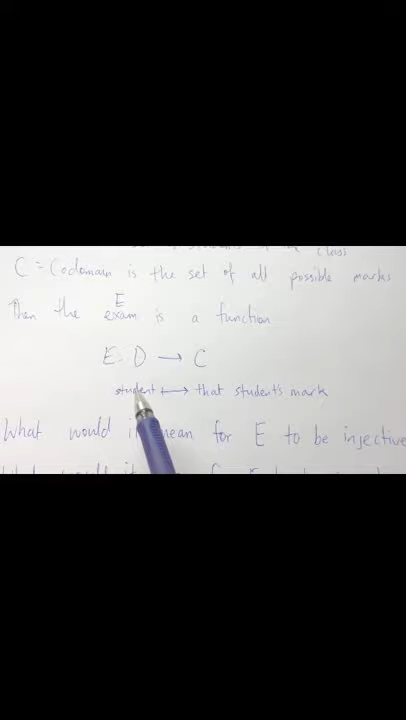 class
C = Codomain is the set of all possible marks
Then the exam E is a function
E: D → C
student ↦ that student's mark
What would it mean for E to be injective